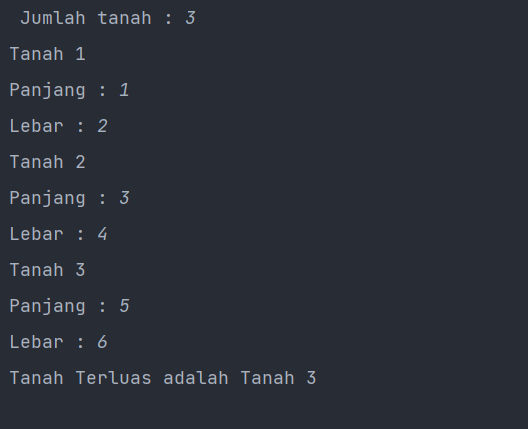 Jumlah tanah : 3
Tanah 1
Panjang : 1
Lebar : 2
Tanah 2
Panjang : 3
Lebar : 4
Tanah 3
Panjang : 5
Lebar : 6
Tanah Terluas adalah Tanah 3